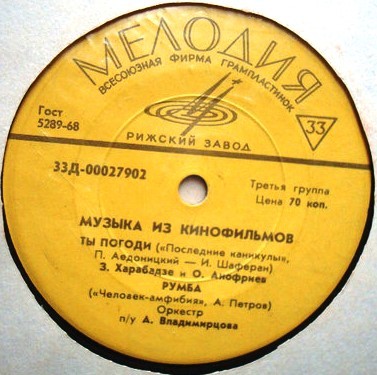 МЕЛОДИЯ
ВСЕСОЮЗНАЯ ФИРМА ГРАМПЛАСТИНОК
Гост
5289-68
33
РИЖСКИЙ ЗАВОД
33Д-00027902
Третья группа
Цена 70 коп.
МУЗЫКА ИЗ КИНОФИЛЬМОВ
ТЫ ПОГОДИ («Последние каникулы»,
П. Аедоницкий — И. Шаферан)
З. Харабадзе и О. Анофриев
РУМБА
(«Человек-амфибия», А. Петров)
Оркестр
п/у А. Владимирцова